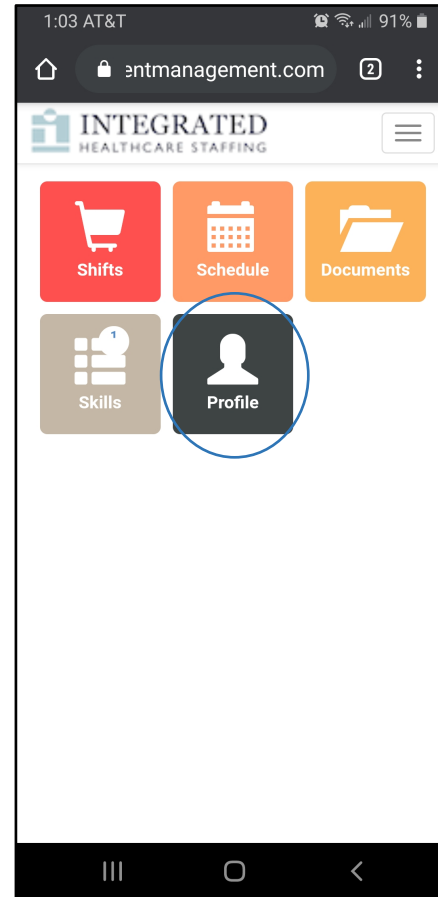 1:03 AT&T 91%
entmanagement.com 2
INTEGRATED
HEALTHCARE STAFFING
Shifts Schedule Documents
1
Skills Profile